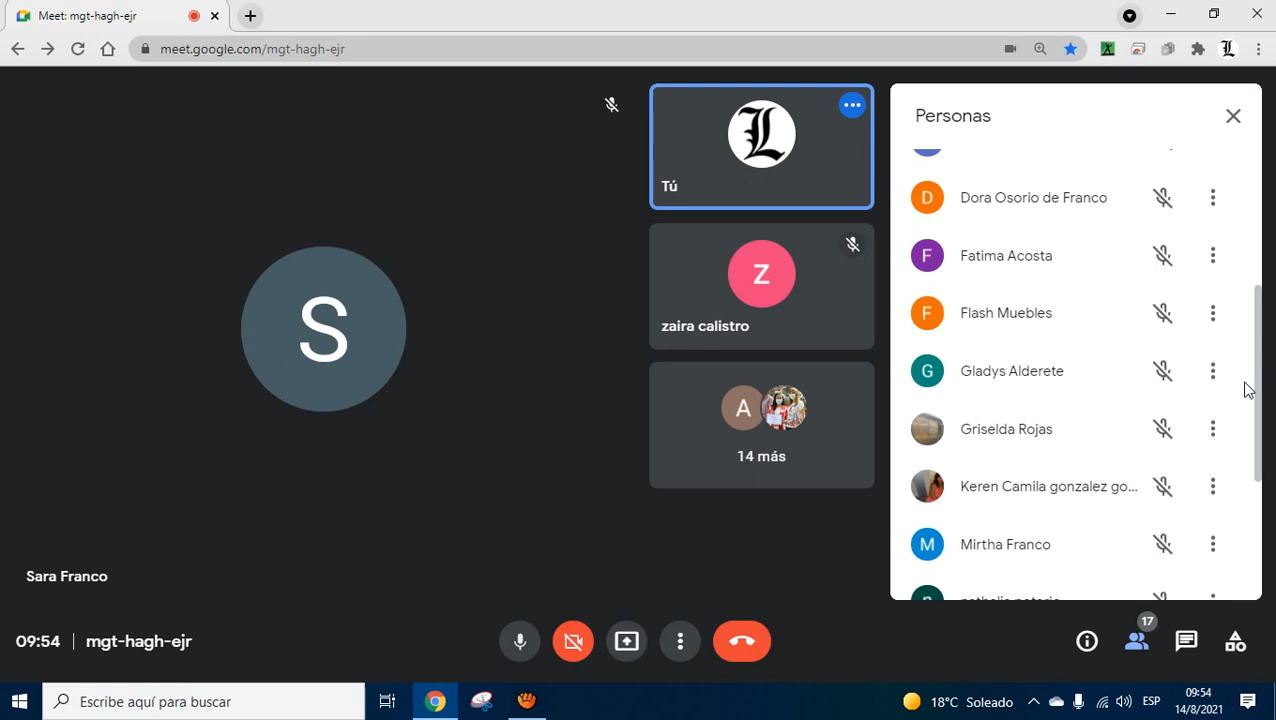 Meet: mgt-hagh-ejr
meet.google.com/mgt-hagh-ejr
L
S
Sara Franco
L
Tú
Z
zaira calistro
A
14 más
Personas
D Dora Osorio de Franco
F Fatima Acosta
F Flash Muebles
G Gladys Alderete
Griselda Rojas
Keren Camila gonzalez go...
M Mirtha Franco
09:54 mgt-hagh-ejr
17
Escribe aquí para buscar
18°C Soleado
ESP
09:54
14/8/2021